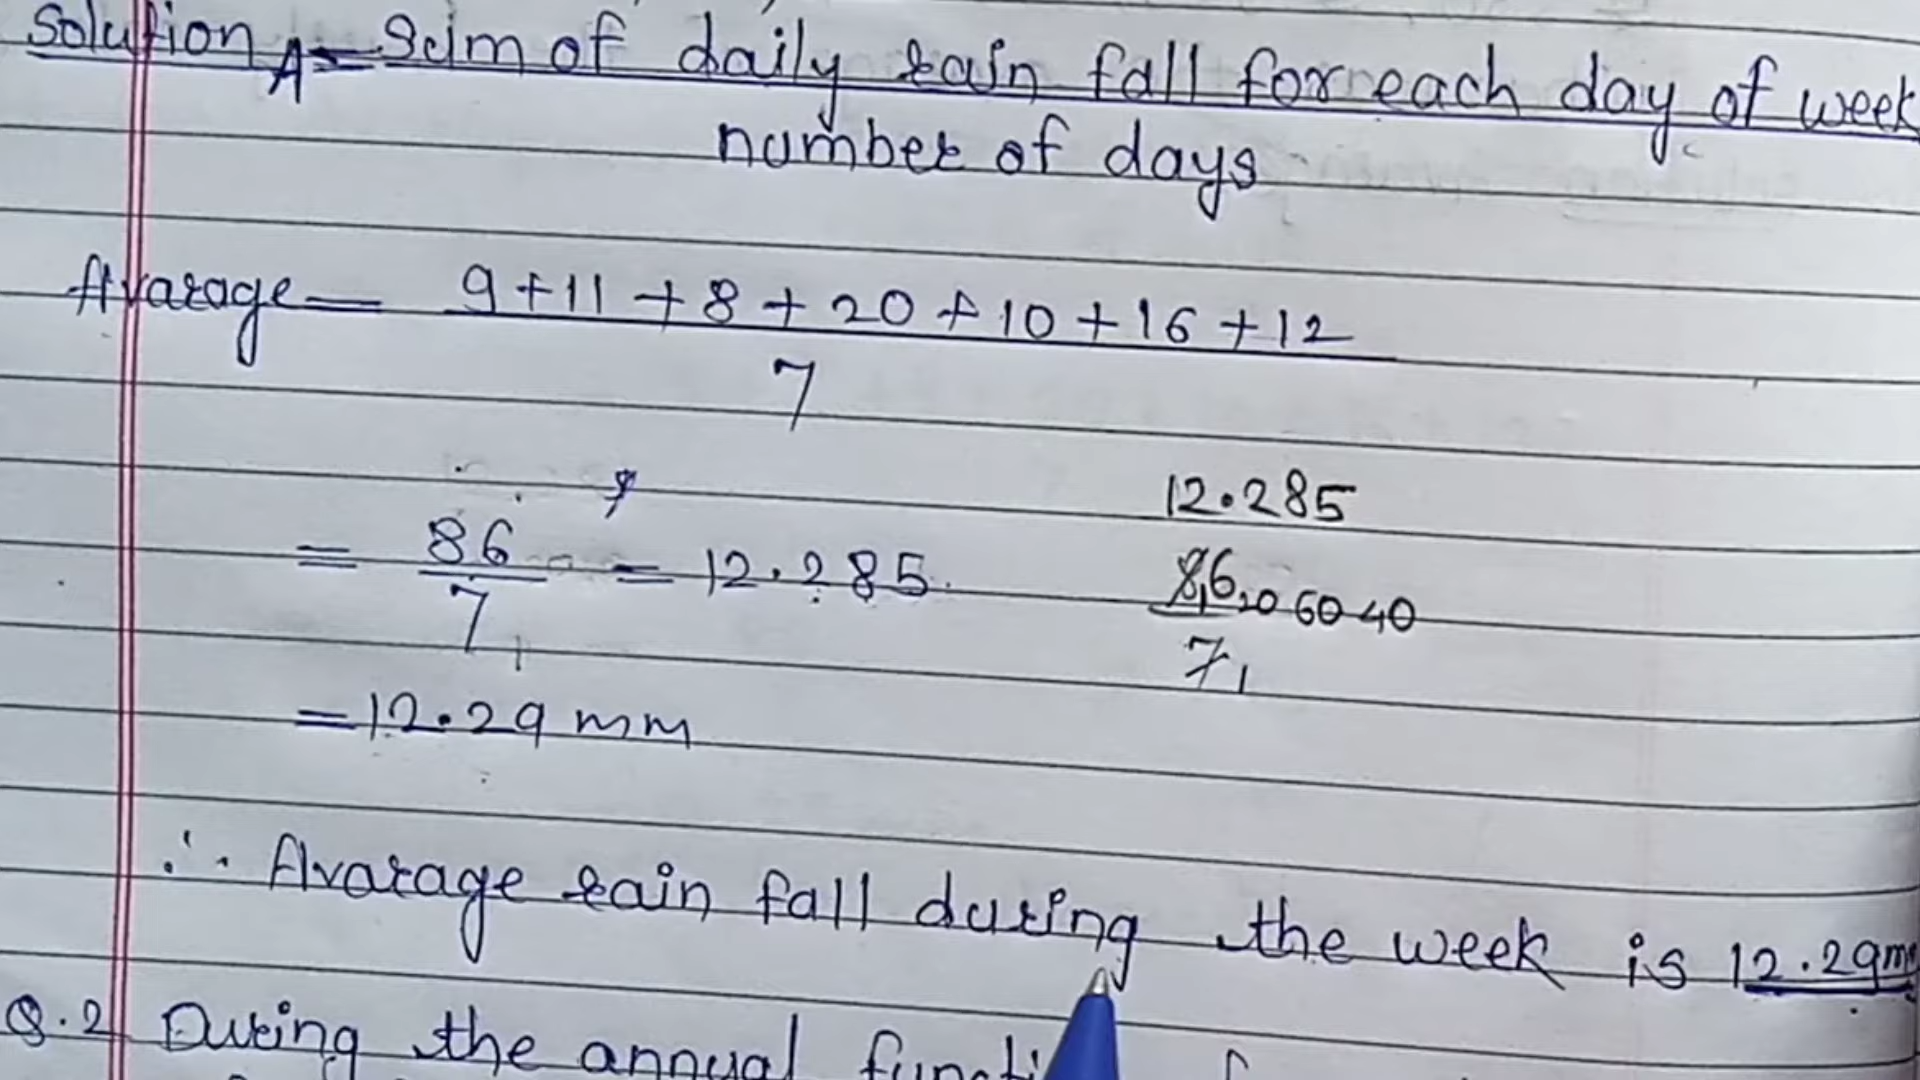 Solution A = Sum of daily rain fall for each day of week
number of days
Avarage = 9+11+8+20+10+16+12
7
= 86 = 12.285
7
12.285
86 20 60 40
7
= 12.29 mm
∴ Avarage rain fall during the week is 12.29 m
Q.2 During the annual functi